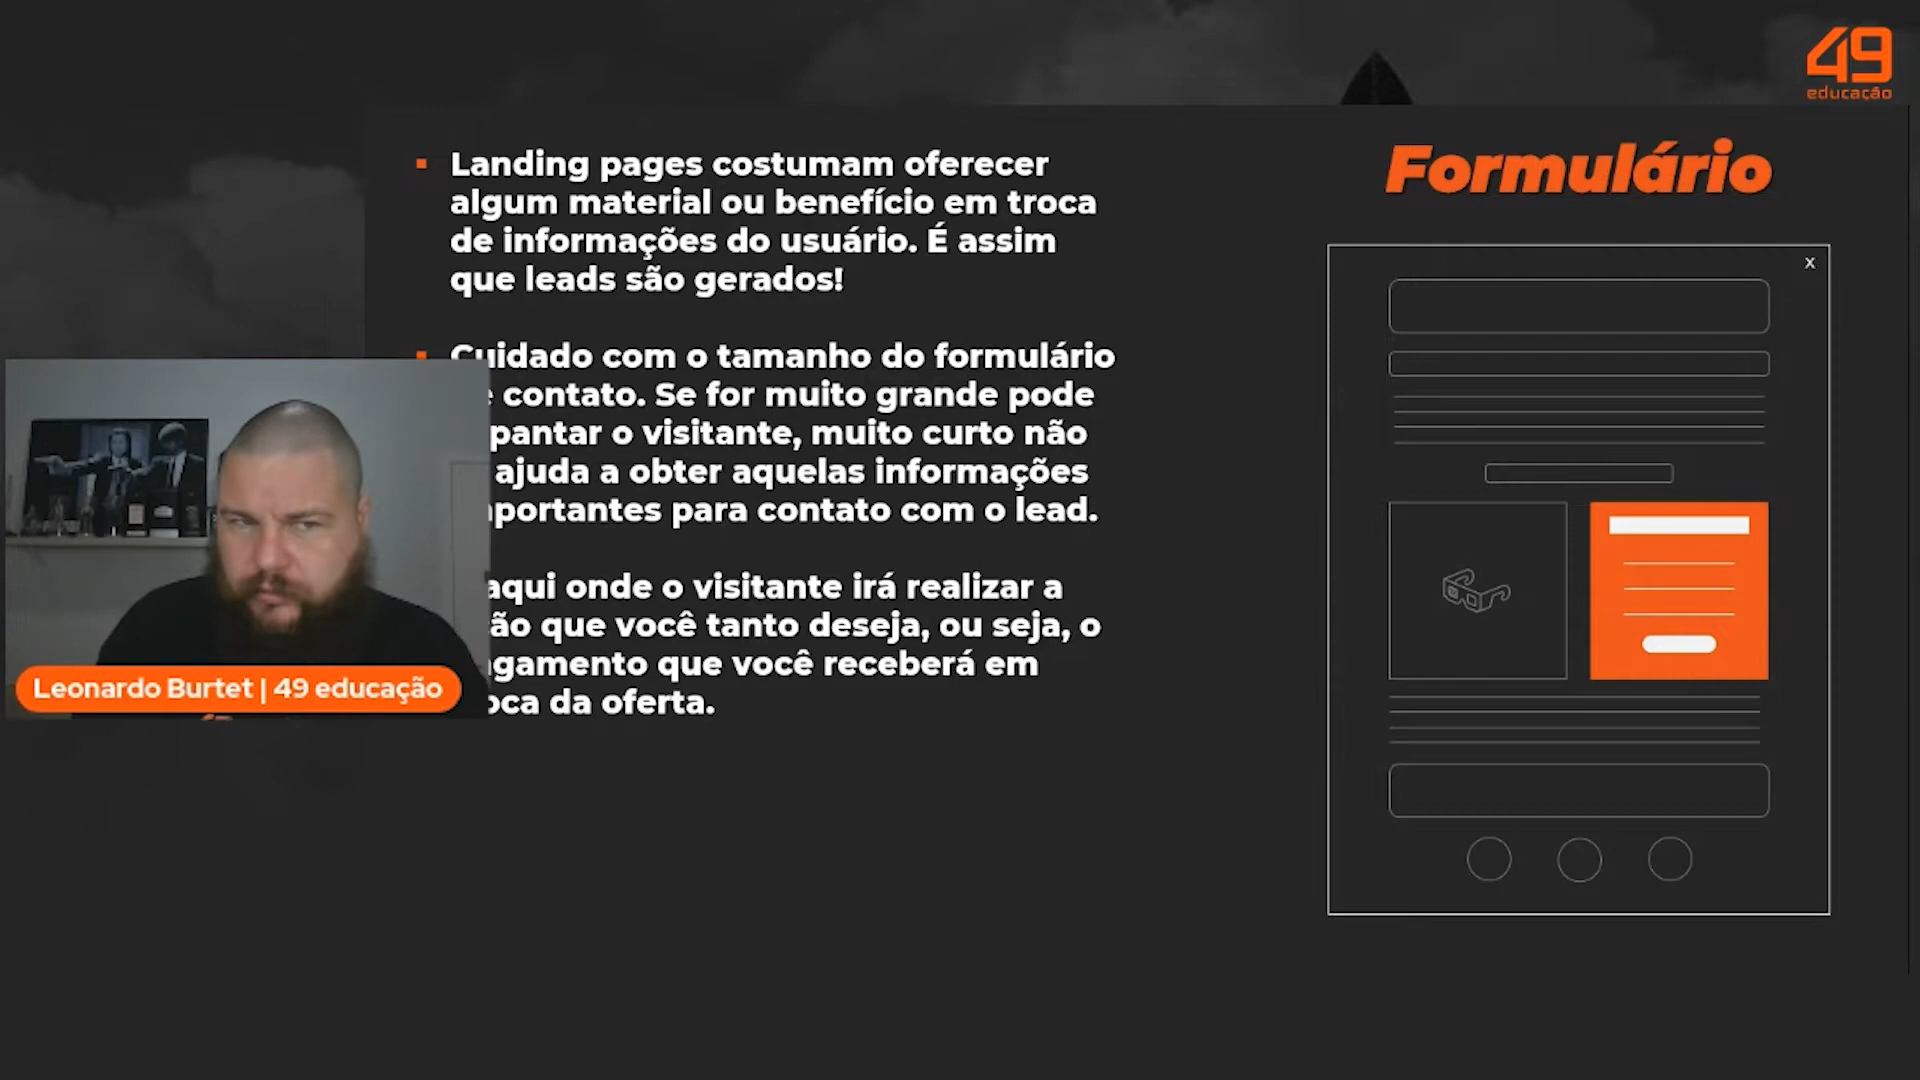 49
educação
Formulário
Landing pages costumam oferecer
algum material ou benefício em troca
de informações do usuário. É assim
que leads são gerados!
Cuidado com o tamanho do formulário
contato. Se for muito grande pode
pantar o visitante, muito curto não
ajuda a obter aquelas informações
portantes para contato com o lead.
aqui onde o visitante irá realizar a
ão que você tanto deseja, ou seja, o
gamento que você receberá em
oca da oferta.
x
Leonardo Burtet | 49 educação